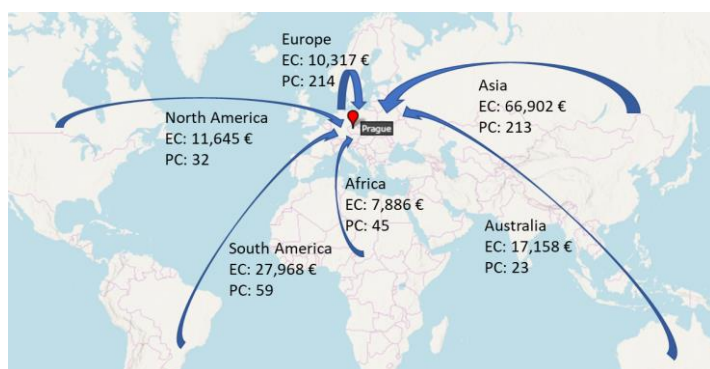 Europe
EC: 10,317 €
PC: 214
Asia
EC: 66,902 €
PC: 213
North America
EC: 11,645 €
PC: 32
Prague
Africa
EC: 7,886 €
PC: 45
Australia
EC: 17,158 €
PC: 23
South America
EC: 27,968 €
PC: 59